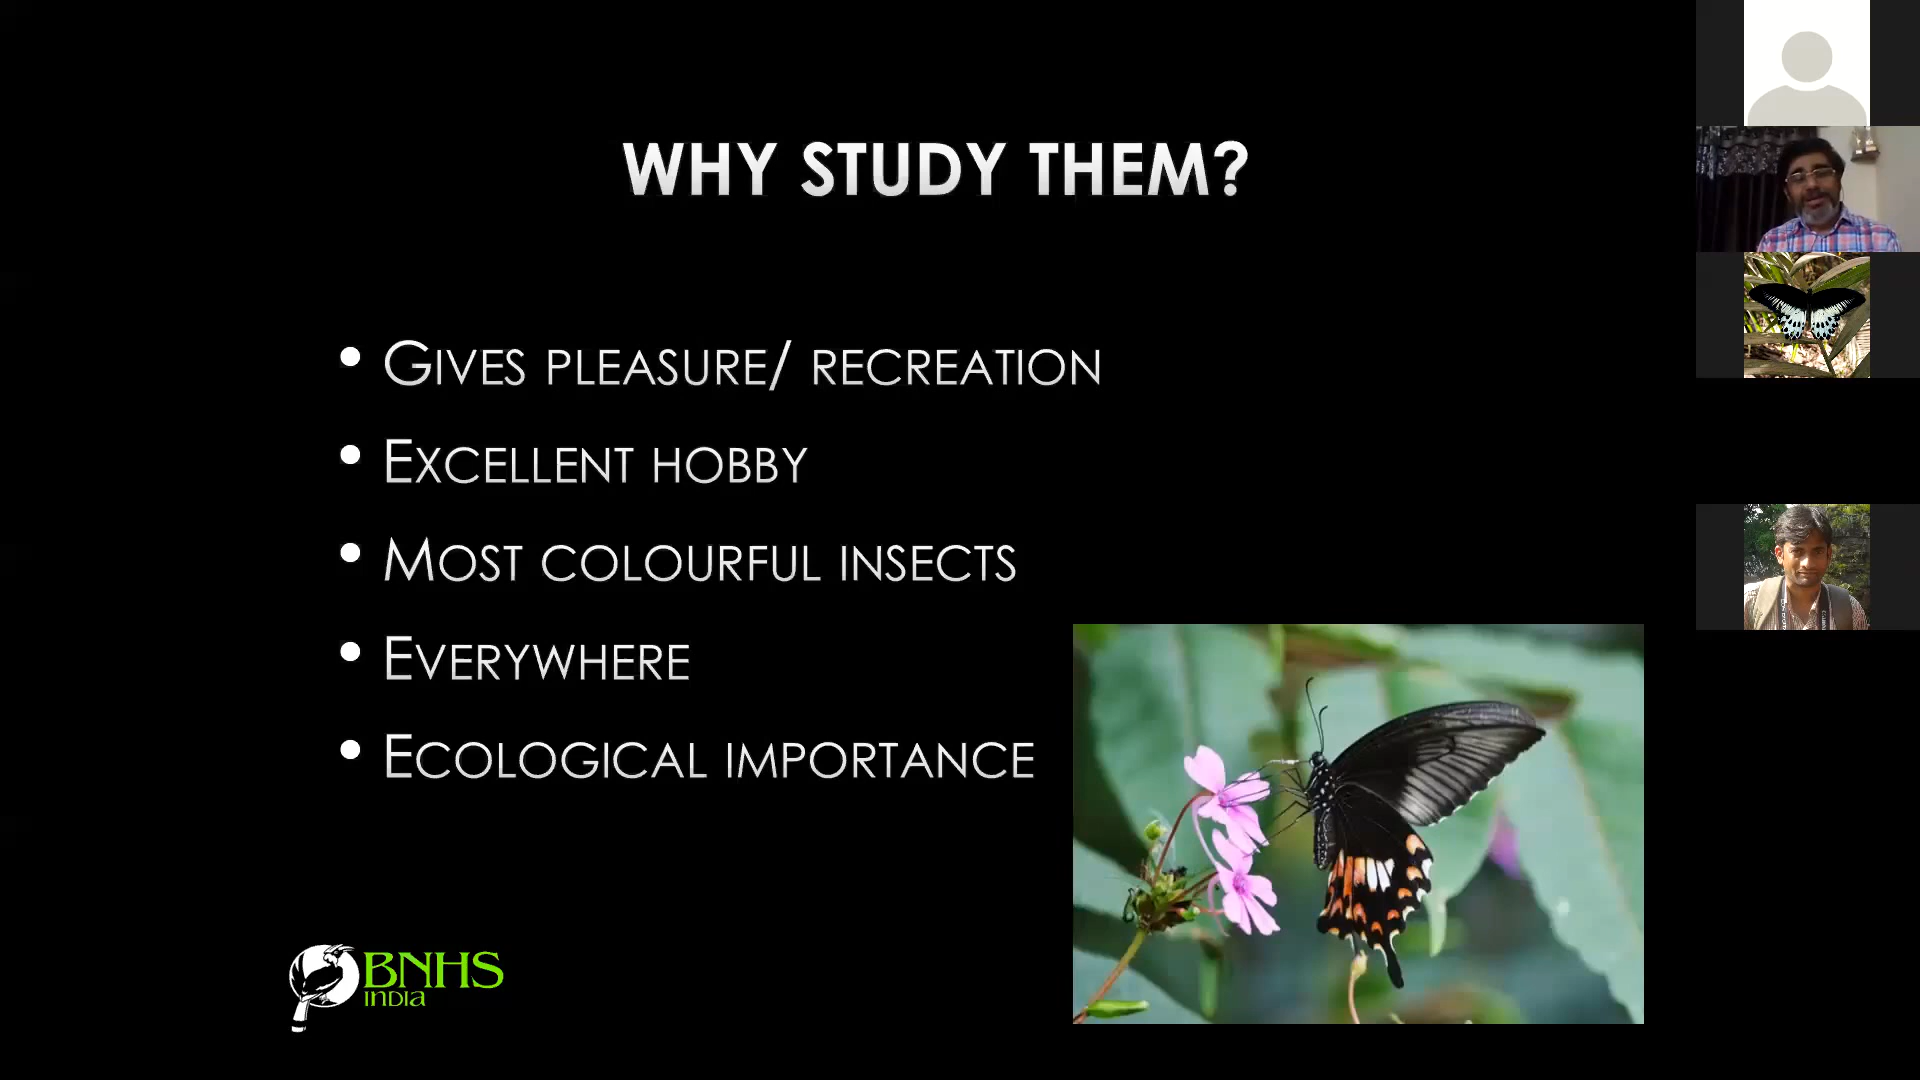 WHY STUDY THEM?
• GIVES PLEASURE/ RECREATION
• EXCELLENT HOBBY
• MOST COLOURFUL INSECTS
• EVERYWHERE
• ECOLOGICAL IMPORTANCE
BNHS
INDIA